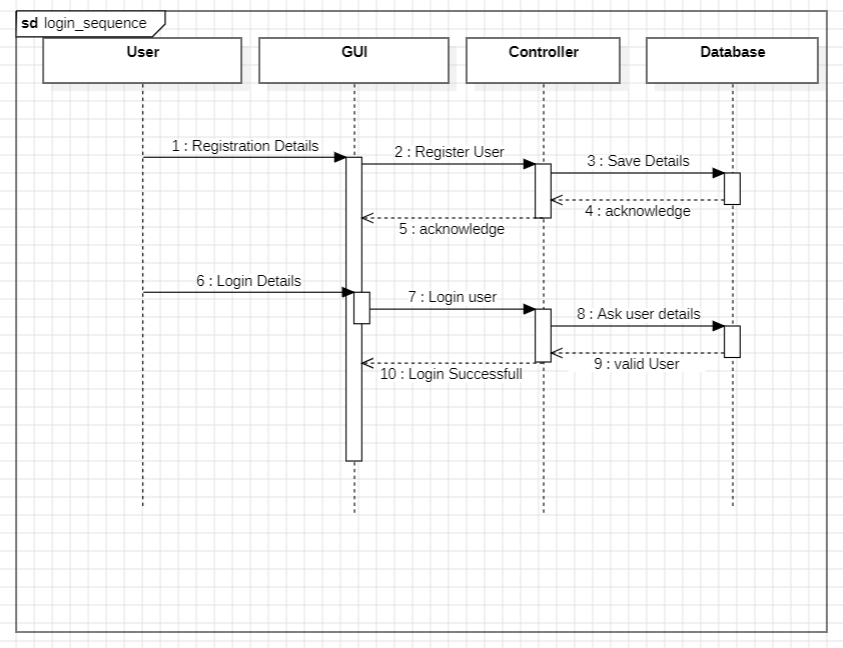 sd login_sequence
User
GUI
Controller
Database
1 : Registration Details
2 : Register User
3 : Save Details
4 : acknowledge
5 : acknowledge
6 : Login Details
7 : Login user
8 : Ask user details
9 : valid User
10 : Login Successfull